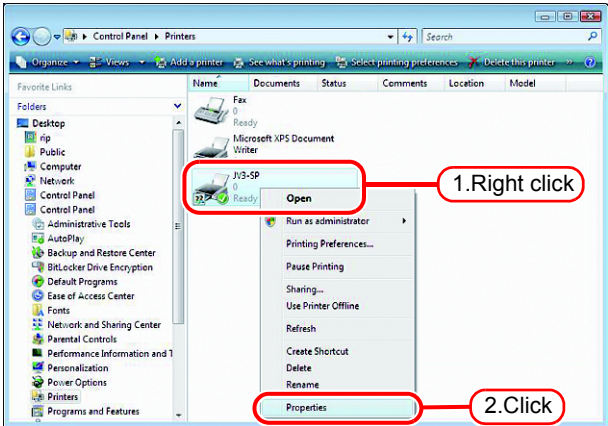 Control Panel ▸ Printers
Search
Organize Views Add a printer See what's printing Select printing preferences Delete this printer »
Favorite Links
Name Documents Status Comments Location Model
Folders
Desktop
rip
Public
Computer
Network
Control Panel
Control Panel
Administrative Tools
AutoPlay
Backup and Restore Center
BitLocker Drive Encryption
Default Programs
Ease of Access Center
Fonts
Network and Sharing Center
Parental Controls
Performance Information and T
Personalization
Power Options
Printers
Programs and Features
Fax
0
Ready
Microsoft XPS Document
Writer
JV3-SP
0
Ready
1.Right click
Open
Run as administrator
Printing Preferences...
Pause Printing
Sharing...
Use Printer Offline
Refresh
Create Shortcut
Delete
Rename
Properties
2.Click